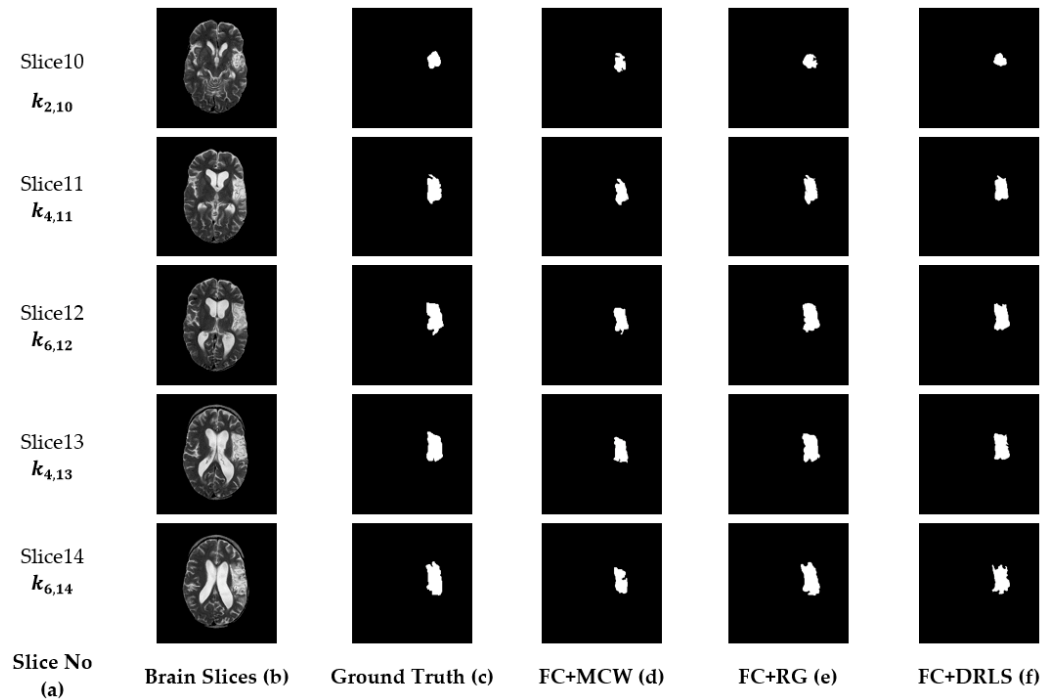 Slice10
k2,10
Slice11
k4,11
Slice12
k6,12
Slice13
k4,13
Slice14
k6,14
Slice No
(a)
Brain Slices (b)
Ground Truth (c)
FC+MCW (d)
FC+RG (e)
FC+DRLS (f)